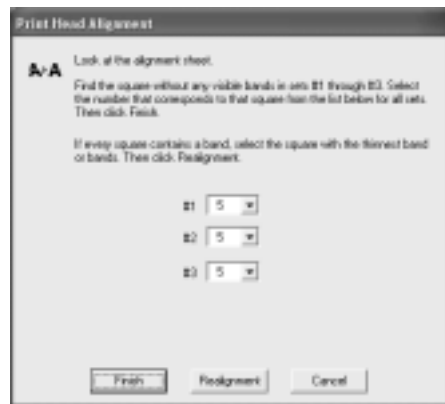 Print Head Alignment
A▸A
Look at the alignment sheet.
Find the square without any visible bands in sets #1 through #3. Select
the number that corresponds to that square from the list below for all sets.
Then click Finish.
If every square contains a band, select the square with the thinnest band
or bands. Then click Realignment.
#1 5
#2 5
#3 5
Finish Realignment Cancel